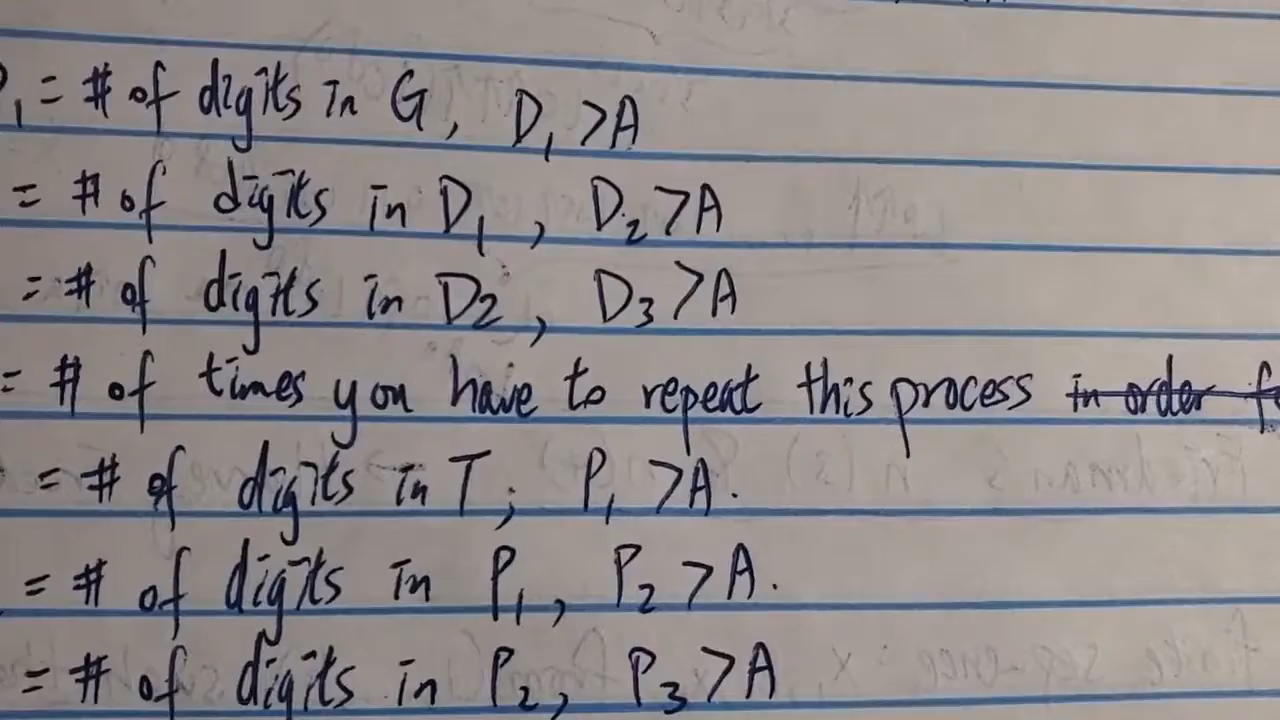 D₁ = # of digits in G, D₁ > A
= # of digits in D₁, D₂ > A
= # of digits in D2, D₃ > A
= # of times you have to repeat this process in order
= # of digits in T; P₁ > A.
= # of digits in P₁, P₂ > A.
= # of digits in P₂, P₃ > A